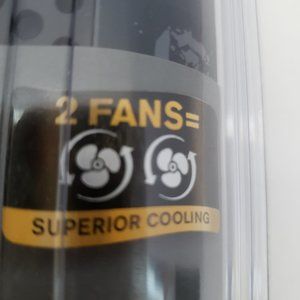 2 FANS=
SUPERIOR COOLING